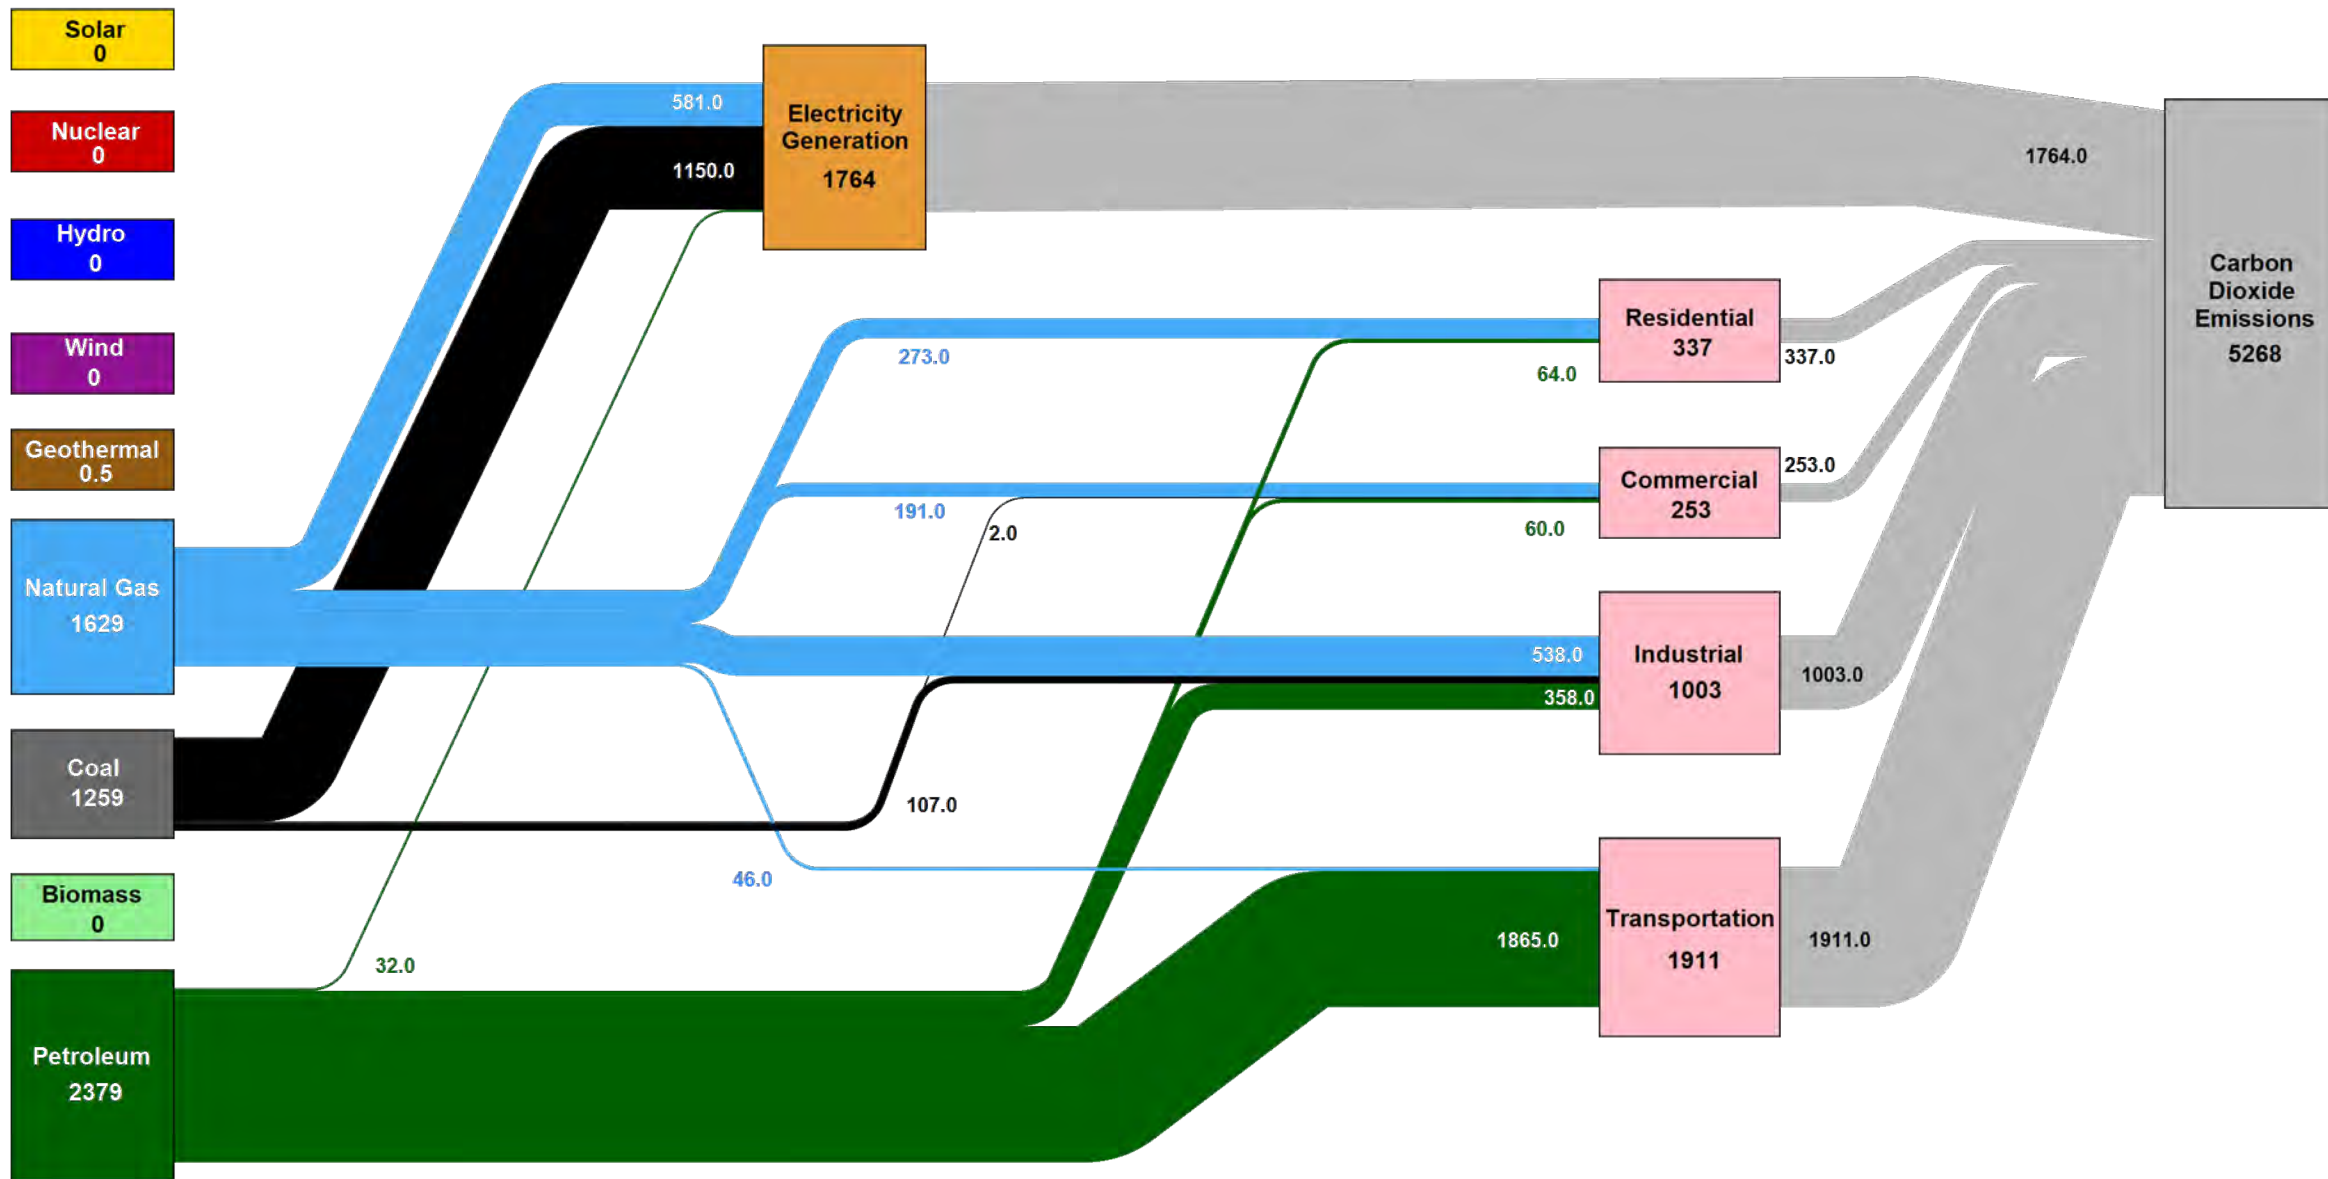 Solar
0
Nuclear
0
Hydro
0
Wind
0
Geothermal
0.5
Natural Gas
1629
Coal
1259
Biomass
0
Petroleum
2379
581.0
1150.0
32.0
Electricity
Generation
1764
273.0
191.0
2.0
107.0
46.0
64.0
60.0
538.0
358.0
1865.0
Residential
337
Commercial
253
Industrial
1003
Transportation
1911
1764.0
337.0
253.0
1003.0
1911.0
Carbon
Dioxide
Emissions
5268